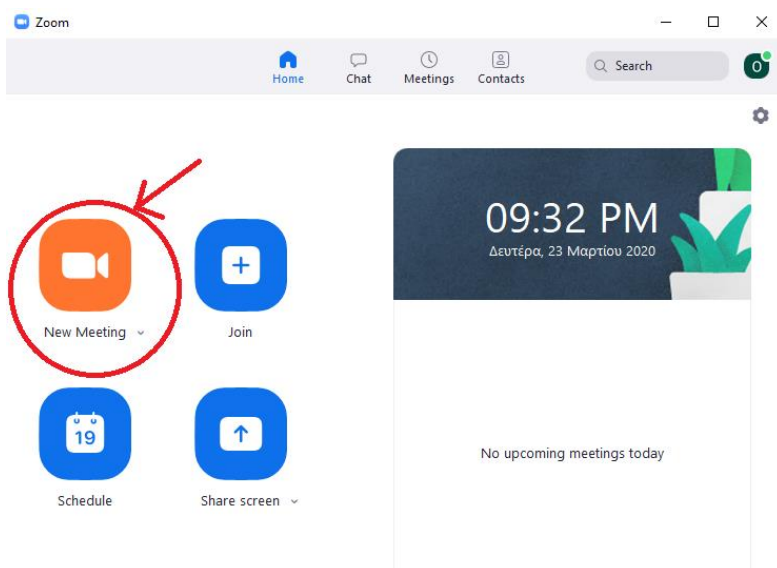 Zoom
Home
Chat
Meetings
Contacts
Search
O
09:32 PM
Δευτέρα, 23 Μαρτίου 2020
New Meeting
Join
19
Schedule
Share screen
No upcoming meetings today